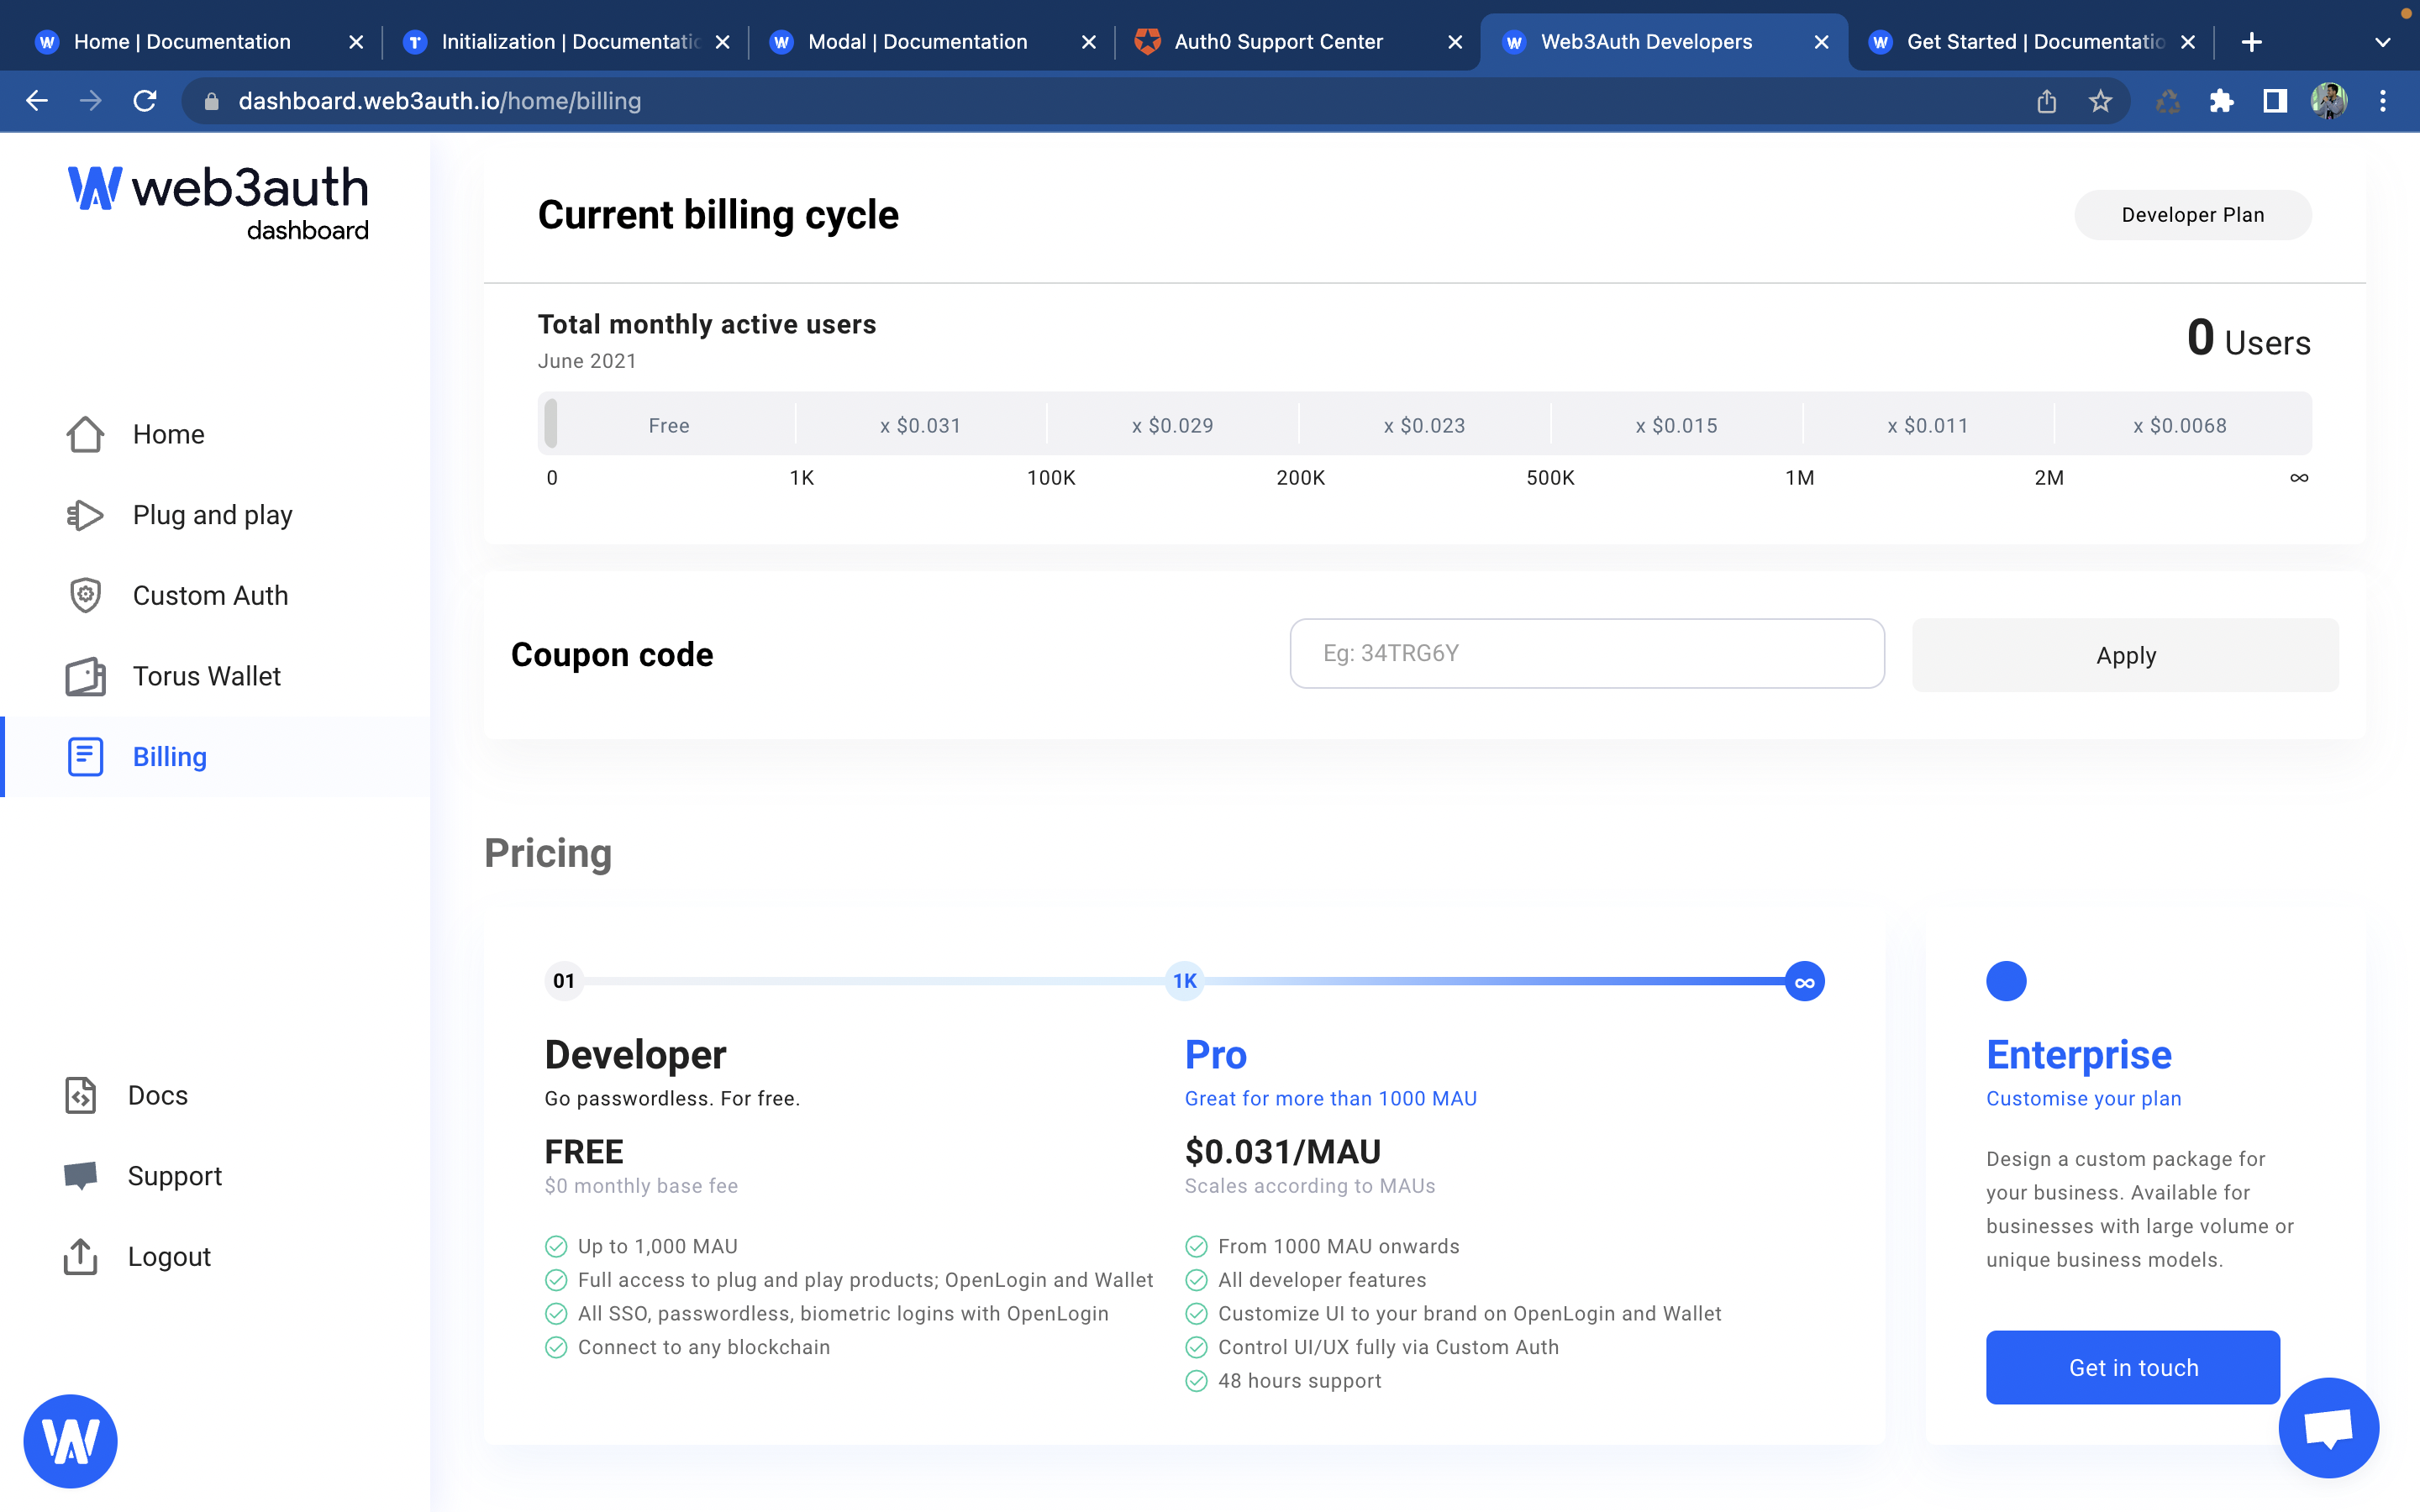 Home | Documentation
Initialization | Documentatio
Modal | Documentation
Auth0 Support Center
Web3Auth Developers
Get Started | Documentatio
dashboard.web3auth.io/home/billing
web3auth
dashboard
Home
Plug and play
Custom Auth
Torus Wallet
Billing
Docs
Support
Logout
Current billing cycle
Developer Plan
Total monthly active users
June 2021
0 Users
Free
x $0.031
x $0.029
x $0.023
x $0.015
x $0.011
x $0.0068
0
1K
100K
200K
500K
1M
2M
∞
Coupon code
Eg: 34TRG6Y
Apply
Pricing
01
1K
∞
Developer
Go passwordless. For free.
FREE
$0 monthly base fee
Up to 1,000 MAU
Full access to plug and play products; OpenLogin and Wallet
All SSO, passwordless, biometric logins with OpenLogin
Connect to any blockchain
Pro
Great for more than 1000 MAU
$0.031/MAU
Scales according to MAUs
From 1000 MAU onwards
All developer features
Customize UI to your brand on OpenLogin and Wallet
Control UI/UX fully via Custom Auth
48 hours support
Enterprise
Customise your plan
Design a custom package for
your business. Available for
businesses with large volume or
unique business models.
Get in touch